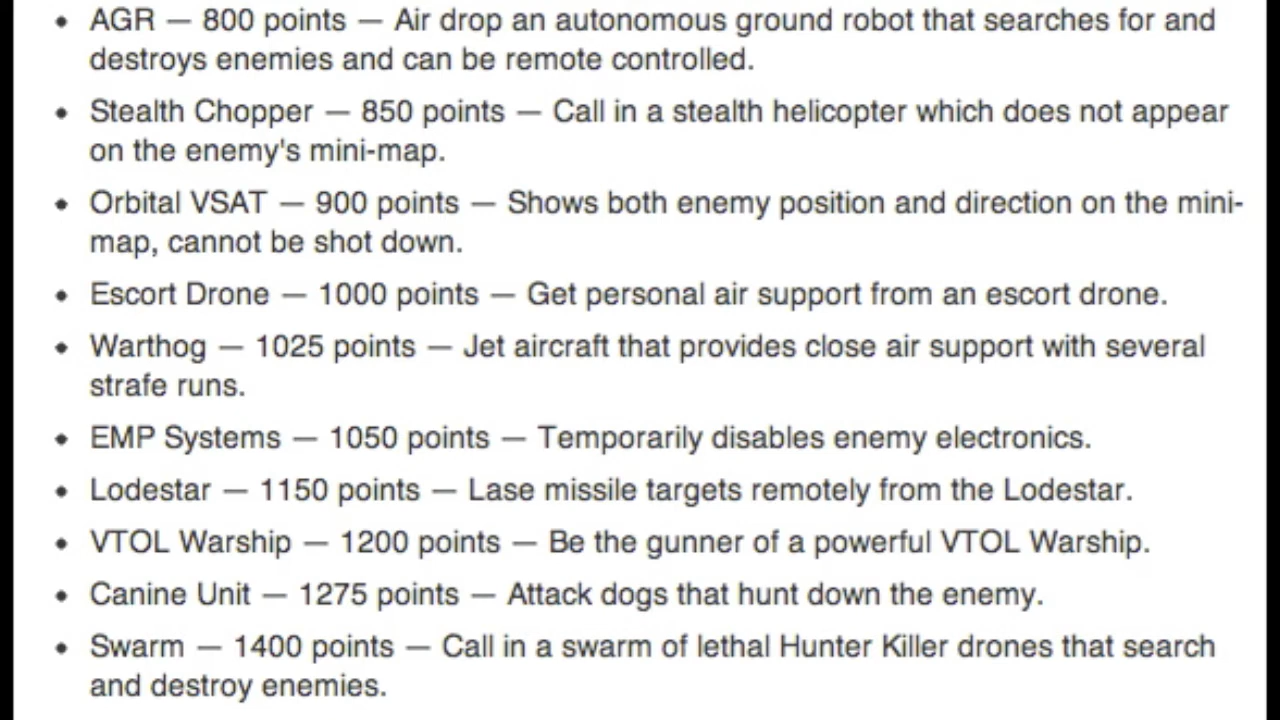 • AGR — 800 points — Air drop an autonomous ground robot that searches for and
destroys enemies and can be remote controlled.
• Stealth Chopper — 850 points — Call in a stealth helicopter which does not appear
on the enemy's mini-map.
• Orbital VSAT — 900 points — Shows both enemy position and direction on the mini-
map, cannot be shot down.
• Escort Drone — 1000 points — Get personal air support from an escort drone.
• Warthog — 1025 points — Jet aircraft that provides close air support with several
strafe runs.
• EMP Systems — 1050 points — Temporarily disables enemy electronics.
• Lodestar — 1150 points — Lase missile targets remotely from the Lodestar.
• VTOL Warship — 1200 points — Be the gunner of a powerful VTOL Warship.
• Canine Unit — 1275 points — Attack dogs that hunt down the enemy.
• Swarm — 1400 points — Call in a swarm of lethal Hunter Killer drones that search
and destroy enemies.